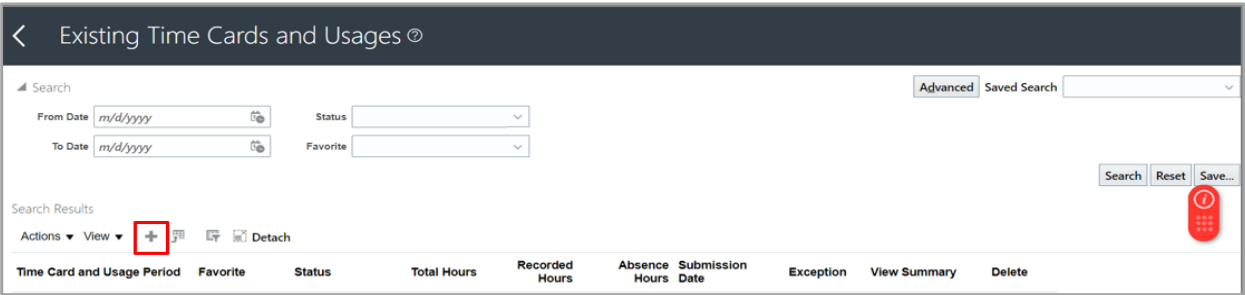 Existing Time Cards and Usages ?
Search
Advanced Saved Search
From Date m/d/yyyy Status
To Date m/d/yyyy Favorite
Search Reset Save...
Search Results
Actions View Detach
Time Card and Usage Period Favorite Status Total Hours Recorded Hours Absence Hours Submission Date Exception View Summary Delete